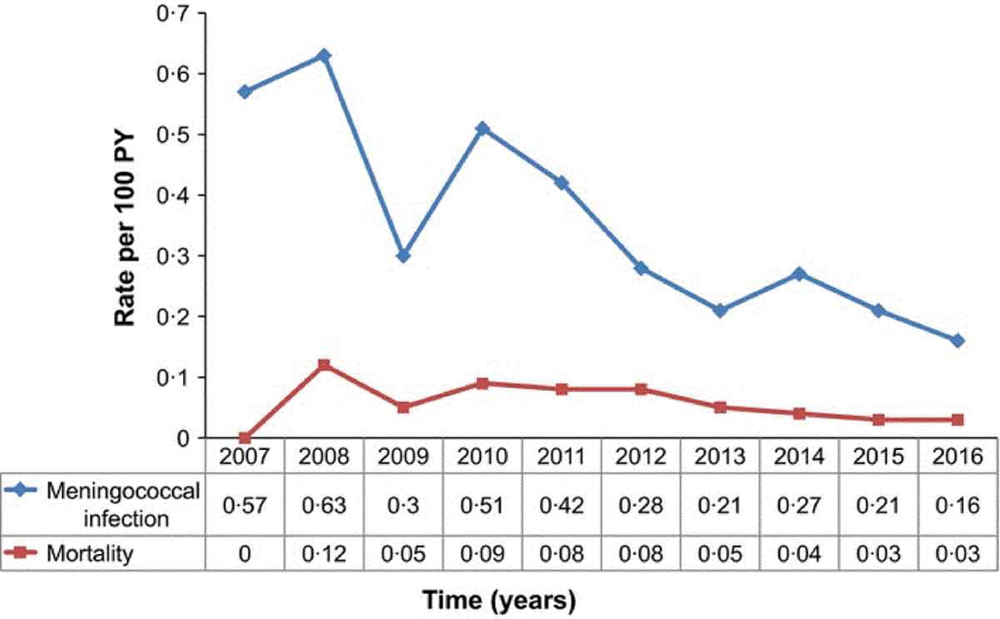 0·7
0·6
0·5
0·4
0·3
0·2
0·1
0
Rate per 100 PY
2007 2008 2009 2010 2011 2012 2013 2014 2015 2016
Meningococcal
infection
0·57 0·63 0·3 0·51 0·42 0·28 0·21 0·27 0·21 0·16
Mortality 0 0·12 0·05 0·09 0·08 0·08 0·05 0·04 0·03 0·03
Time (years)